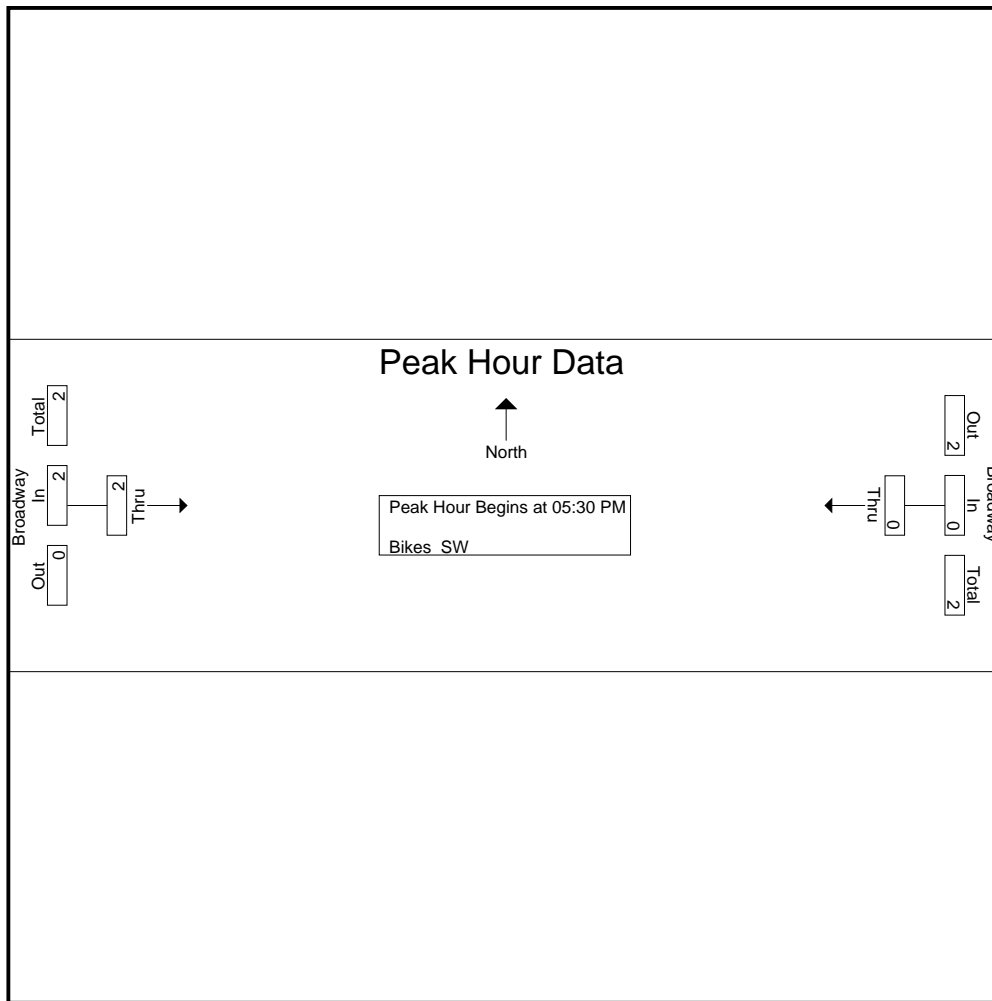 Peak Hour Data
North
Peak Hour Begins at 05:30 PM
Bikes SW
Broadway
Out
0
In
2
Total
2
Thru
2
Broadway
Out
2
In
0
Total
2
Thru
0